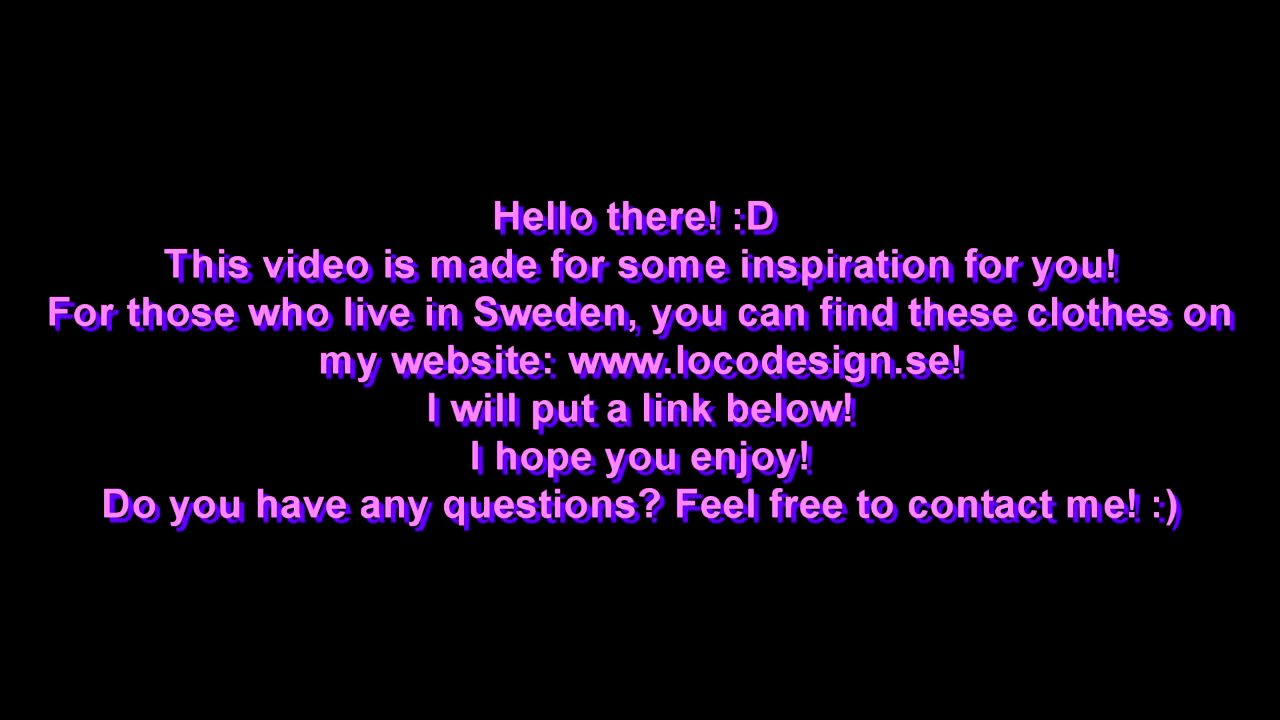 Hello there! :D
This video is made for some inspiration for you!
For those who live in Sweden, you can find these clothes on
my website: www.locodesign.se!
I will put a link below!
I hope you enjoy!
Do you have any questions? Feel free to contact me! :)